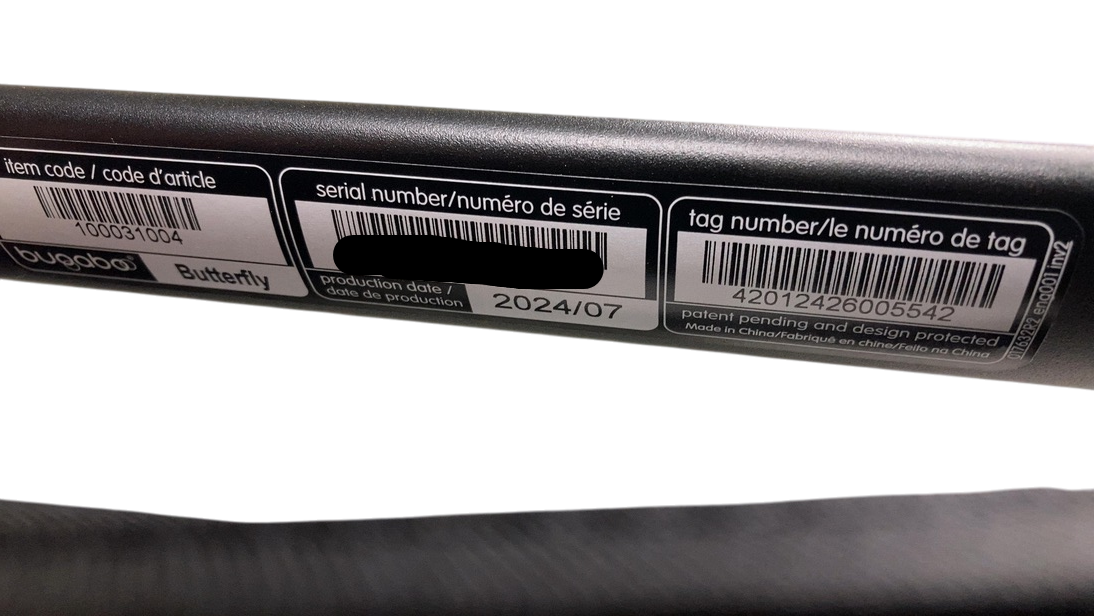 item code / code d'article
100031004
bugaboo
Butterfly
serial number/numéro de série
production date /
date de production
2024/07
tag number/le numéro de tag
42012426005542
patent pending and design protected
Made in China/Fabriqué en chine/Feito na China